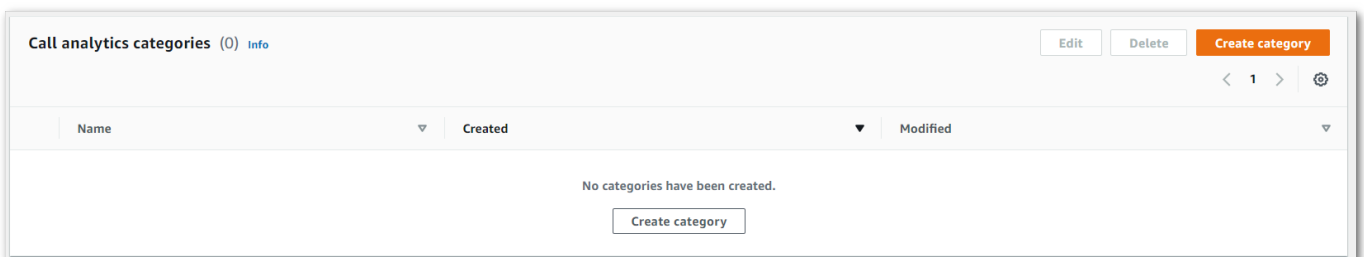 Call analytics categories (0) Info Edit Delete Create category
1
Name Created Modified
No categories have been created.
Create category